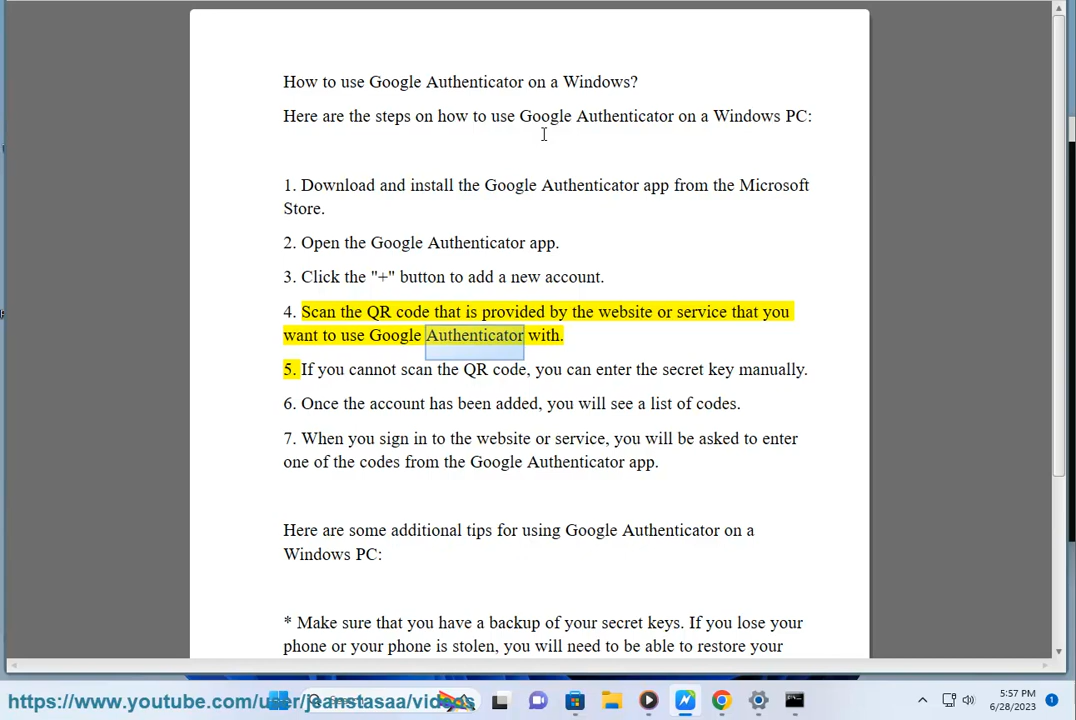 How to use Google Authenticator on a Windows?
Here are the steps on how to use Google Authenticator on a Windows PC:
1. Download and install the Google Authenticator app from the Microsoft
Store.
2. Open the Google Authenticator app.
3. Click the "+" button to add a new account.
4. Scan the QR code that is provided by the website or service that you
want to use Google Authenticator with.
5. If you cannot scan the QR code, you can enter the secret key manually.
6. Once the account has been added, you will see a list of codes.
7. When you sign in to the website or service, you will be asked to enter
one of the codes from the Google Authenticator app.
Here are some additional tips for using Google Authenticator on a
Windows PC:
* Make sure that you have a backup of your secret keys. If you lose your
phone or your phone is stolen, you will need to be able to restore your
https://www.youtube.com/user/jeanstasaa/videos
5:57 PM
6/28/2023
1